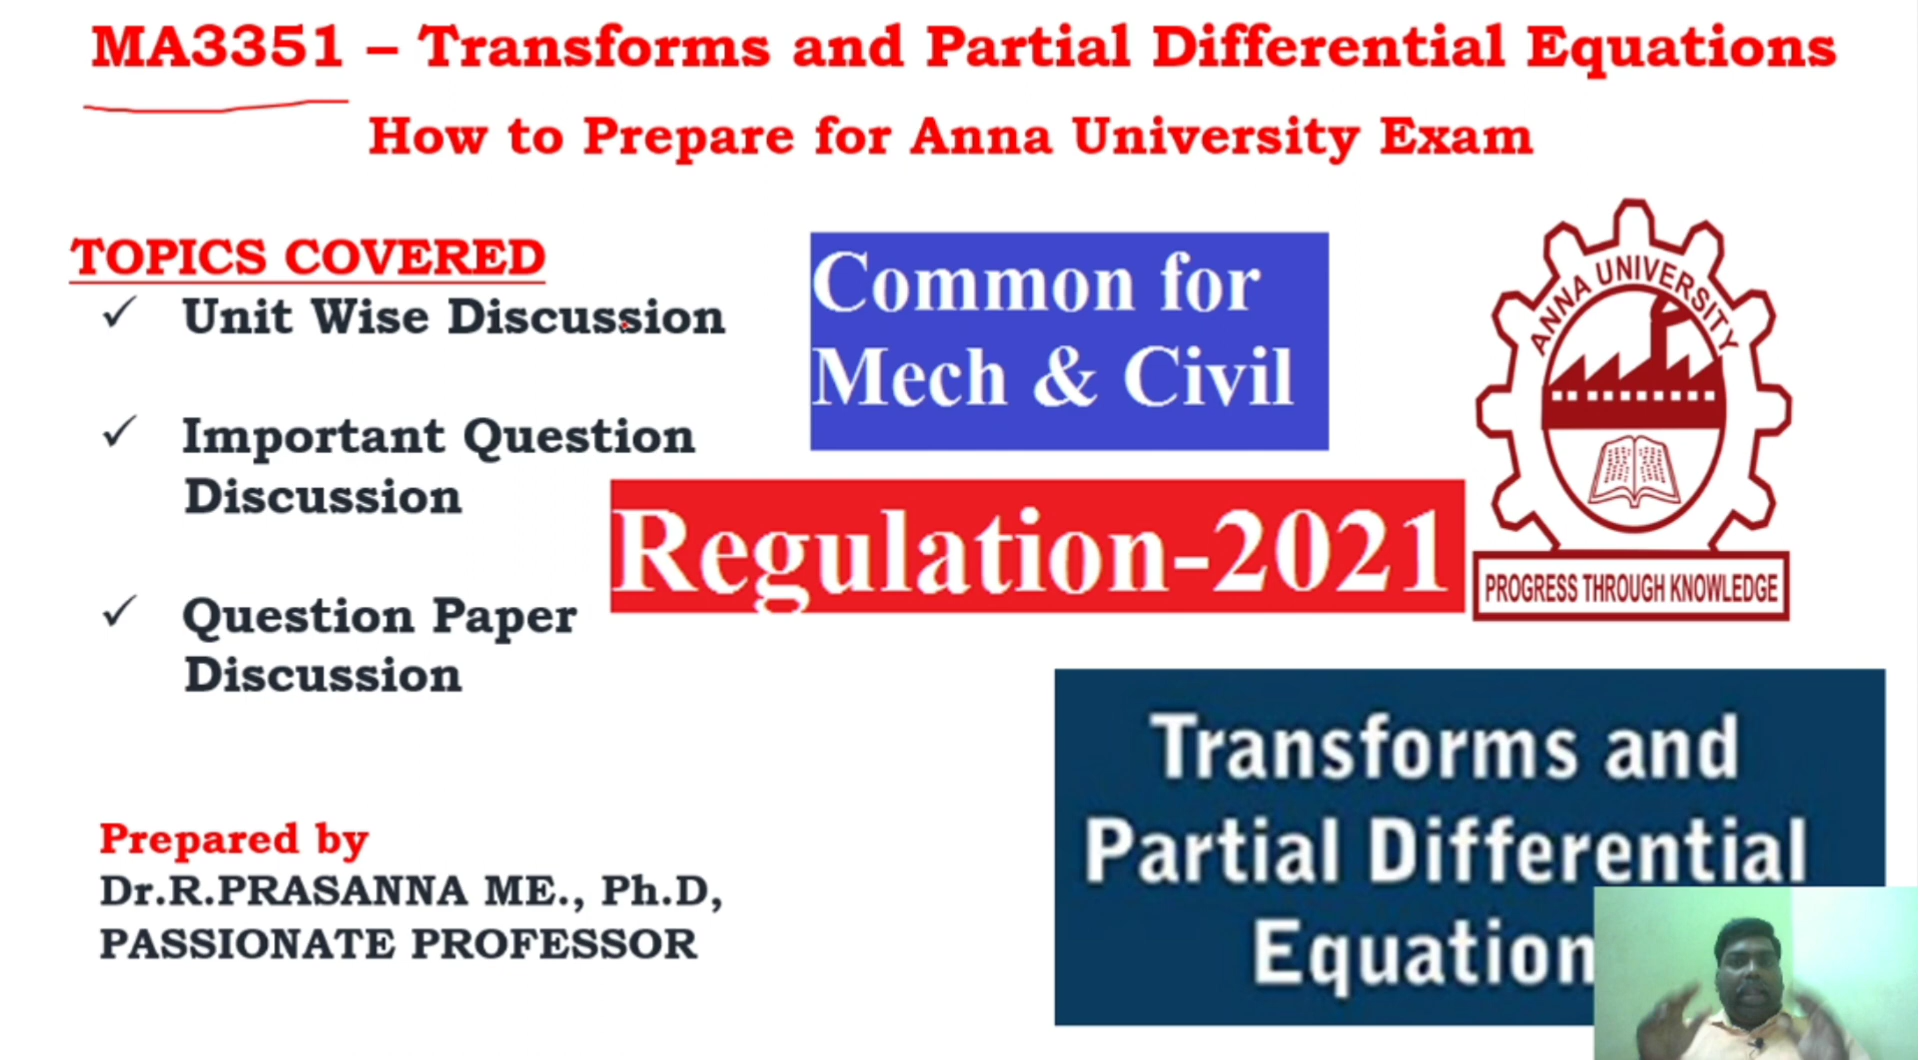 MA3351 – Transforms and Partial Differential Equations
How to Prepare for Anna University Exam
TOPICS COVERED
✓ Unit Wise Discussion
✓ Important Question
Discussion
✓ Question Paper
Discussion
Prepared by
Dr.R.PRASANNA ME., Ph.D,
PASSIONATE PROFESSOR
Common for
Mech & Civil
Regulation-2021
ANNA UNIVERSITY
PROGRESS THROUGH KNOWLEDGE
Transforms and
Partial Differential
Equation